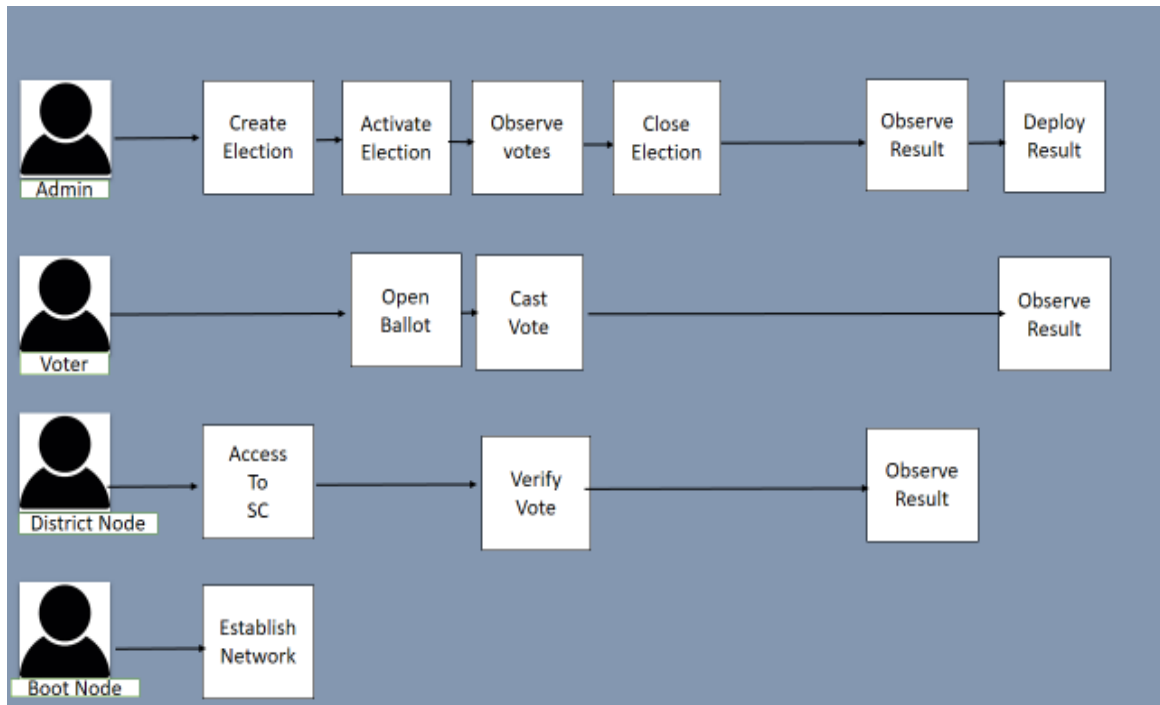 Create
Election
Activate
Election
Observe
votes
Close
Election
Observe
Result
Deploy
Result
Admin
Open
Ballot
Cast
Vote
Observe
Result
Voter
Access
To
SC
Verify
Vote
Observe
Result
District Node
Establish
Network
Boot Node